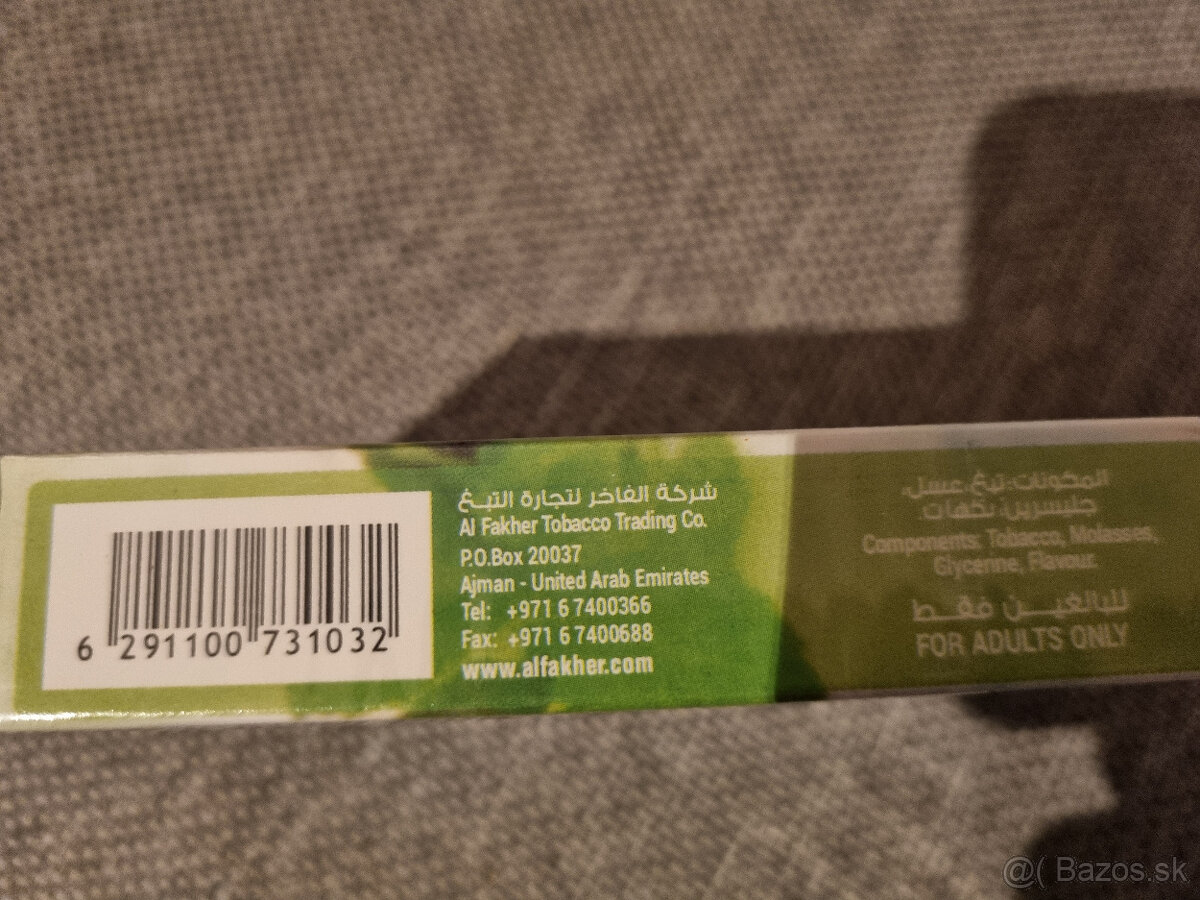 6 291100 731032
شركة الفاخر لتجارة التبغ
Al Fakher Tobacco Trading Co.
P.O.Box 20037
Ajman - United Arab Emirates
Tel: +971 6 7400366
Fax: +971 6 7400688
www.alfakher.com
المكونات: تبغ، عسل،
جليسرين، نكهات.
Components: Tobacco, Molasses,
Glycerine, Flavour.
للبالغين فقط
FOR ADULTS ONLY
@( Bazos.sk